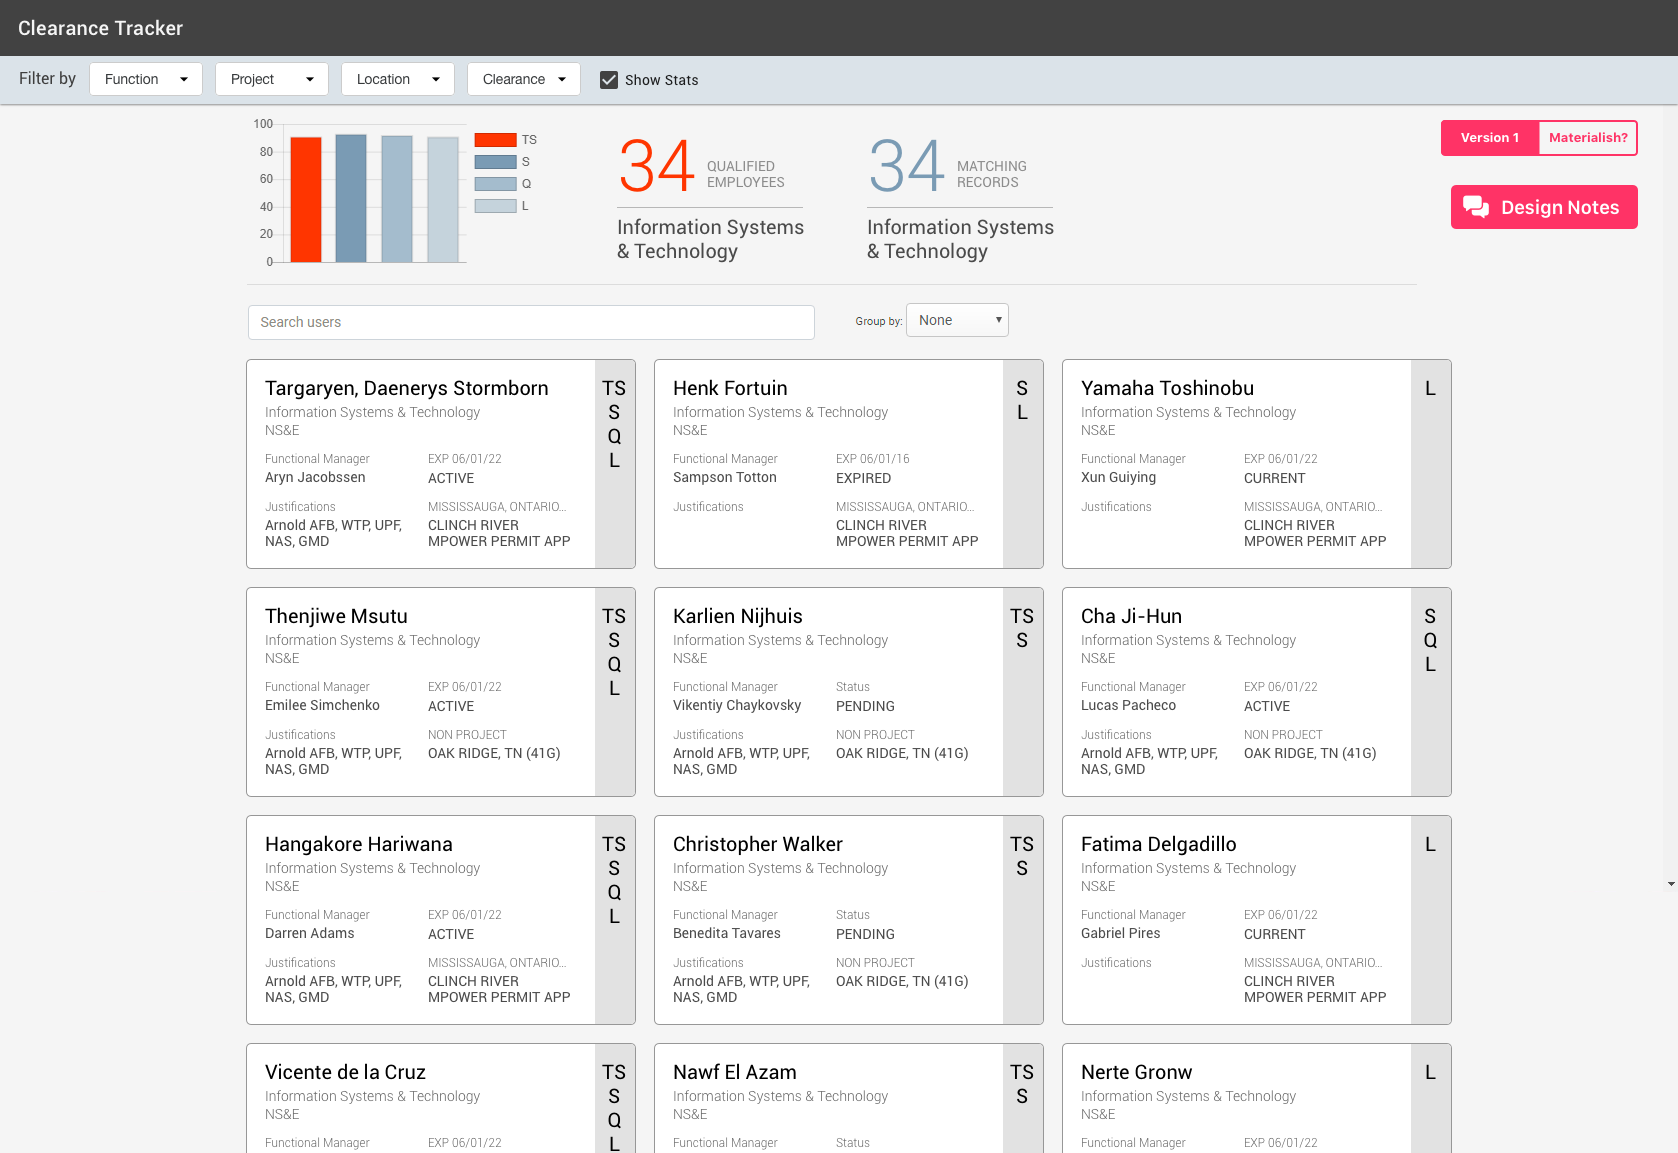 Clearance Tracker
Filter by Function Project Location Clearance Show Stats
100
80
60
40
20
0
TS
S
Q
L
34 QUALIFIED
EMPLOYEES
Information Systems
& Technology
34 MATCHING
RECORDS
Information Systems
& Technology
Version 1 Materialish?
Design Notes
Search users
Group by: None
Targaryen, Daenerys Stormborn
Information Systems & Technology
NS&E
Functional Manager EXP 06/01/22
Aryn Jacobssen ACTIVE
Justifications MISSISSAUGA, ONTARIO...
Arnold AFB, WTP, UPF, CLINCH RIVER
NAS, GMD MPOWER PERMIT APP
TS
S
Q
L
Henk Fortuin
Information Systems & Technology
NS&E
Functional Manager EXP 06/01/16
Sampson Totton EXPIRED
Justifications MISSISSAUGA, ONTARIO...
CLINCH RIVER
MPOWER PERMIT APP
S
L
Yamaha Toshinobu
Information Systems & Technology
NS&E
Functional Manager EXP 06/01/22
Xun Guiying CURRENT
Justifications MISSISSAUGA, ONTARIO...
CLINCH RIVER
MPOWER PERMIT APP
L
Thenjiwe Msutu
Information Systems & Technology
NS&E
Functional Manager EXP 06/01/22
Emilee Simchenko ACTIVE
Justifications NON PROJECT
Arnold AFB, WTP, UPF, OAK RIDGE, TN (41G)
NAS, GMD
TS
S
Q
L
Karlien Nijhuis
Information Systems & Technology
NS&E
Functional Manager Status
Vikentiy Chaykovsky PENDING
Justifications NON PROJECT
Arnold AFB, WTP, UPF, OAK RIDGE, TN (41G)
NAS, GMD
TS
S
Cha Ji-Hun
Information Systems & Technology
NS&E
Functional Manager EXP 06/01/22
Lucas Pacheco ACTIVE
Justifications NON PROJECT
Arnold AFB, WTP, UPF, OAK RIDGE, TN (41G)
NAS, GMD
S
Q
L
Hangakore Hariwana
Information Systems & Technology
NS&E
Functional Manager EXP 06/01/22
Darren Adams ACTIVE
Justifications MISSISSAUGA, ONTARIO...
Arnold AFB, WTP, UPF, CLINCH RIVER
NAS, GMD MPOWER PERMIT APP
TS
S
Q
L
Christopher Walker
Information Systems & Technology
NS&E
Functional Manager Status
Benedita Tavares PENDING
Justifications NON PROJECT
Arnold AFB, WTP, UPF, OAK RIDGE, TN (41G)
NAS, GMD
TS
S
Fatima Delgadillo
Information Systems & Technology
NS&E
Functional Manager EXP 06/01/22
Gabriel Pires CURRENT
Justifications MISSISSAUGA, ONTARIO...
CLINCH RIVER
MPOWER PERMIT APP
L
Vicente de la Cruz
Information Systems & Technology
NS&E
Functional Manager EXP 06/01/22
TS
S
Q
L
Nawf El Azam
Information Systems & Technology
NS&E
Functional Manager Status
TS
S
Nerte Gronw
Information Systems & Technology
NS&E
Functional Manager EXP 06/01/22
L